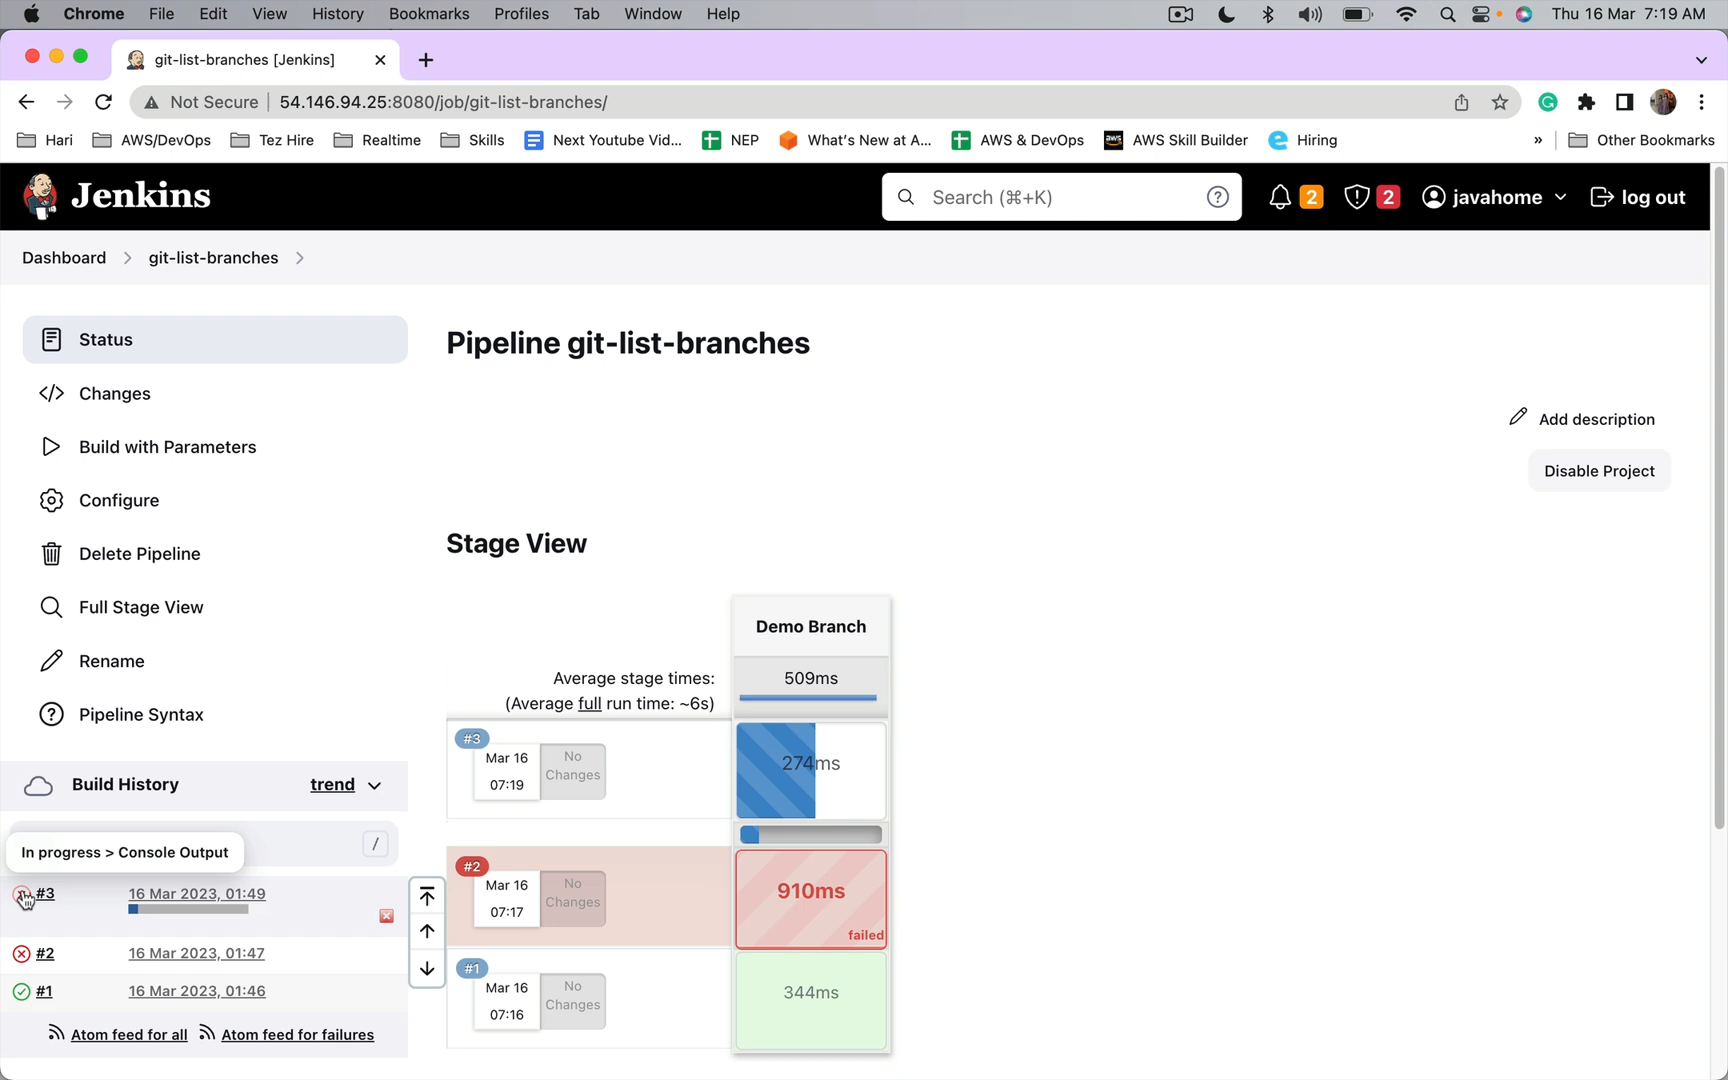 Chrome File Edit View History Bookmarks Profiles Tab Window Help Thu 16 Mar 7:19 AM
git-list-branches [Jenkins]
Not Secure 54.146.94.25:8080/job/git-list-branches/
Hari AWS/DevOps Tez Hire Realtime Skills Next Youtube Vid... NEP What's New at A... AWS & DevOps AWS Skill Builder Hiring » Other Bookmarks
Jenkins Search (⌘+K) ? 2 2 javahome log out
Dashboard > git-list-branches >
Status
Changes
Build with Parameters
Configure
Delete Pipeline
Full Stage View
Rename
Pipeline Syntax
Build History trend
/
In progress > Console Output
#3 16 Mar 2023, 01:49
#2 16 Mar 2023, 01:47
#1 16 Mar 2023, 01:46
Atom feed for all Atom feed for failures
Pipeline git-list-branches
Add description
Disable Project
Stage View
Demo Branch
Average stage times: 509ms
(Average full run time: ~6s)
#3
Mar 16
07:19
No
Changes
274ms
#2
Mar 16
07:17
No
Changes
910ms
failed
#1
Mar 16
07:16
No
Changes
344ms